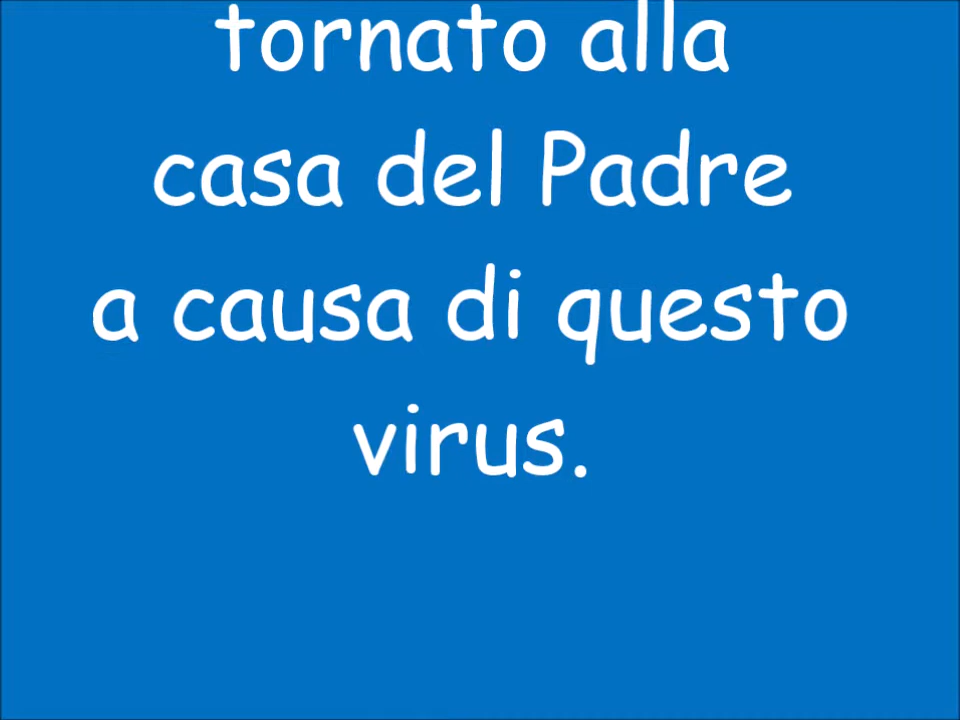 tornato alla
casa del Padre
a causa di questo
virus.